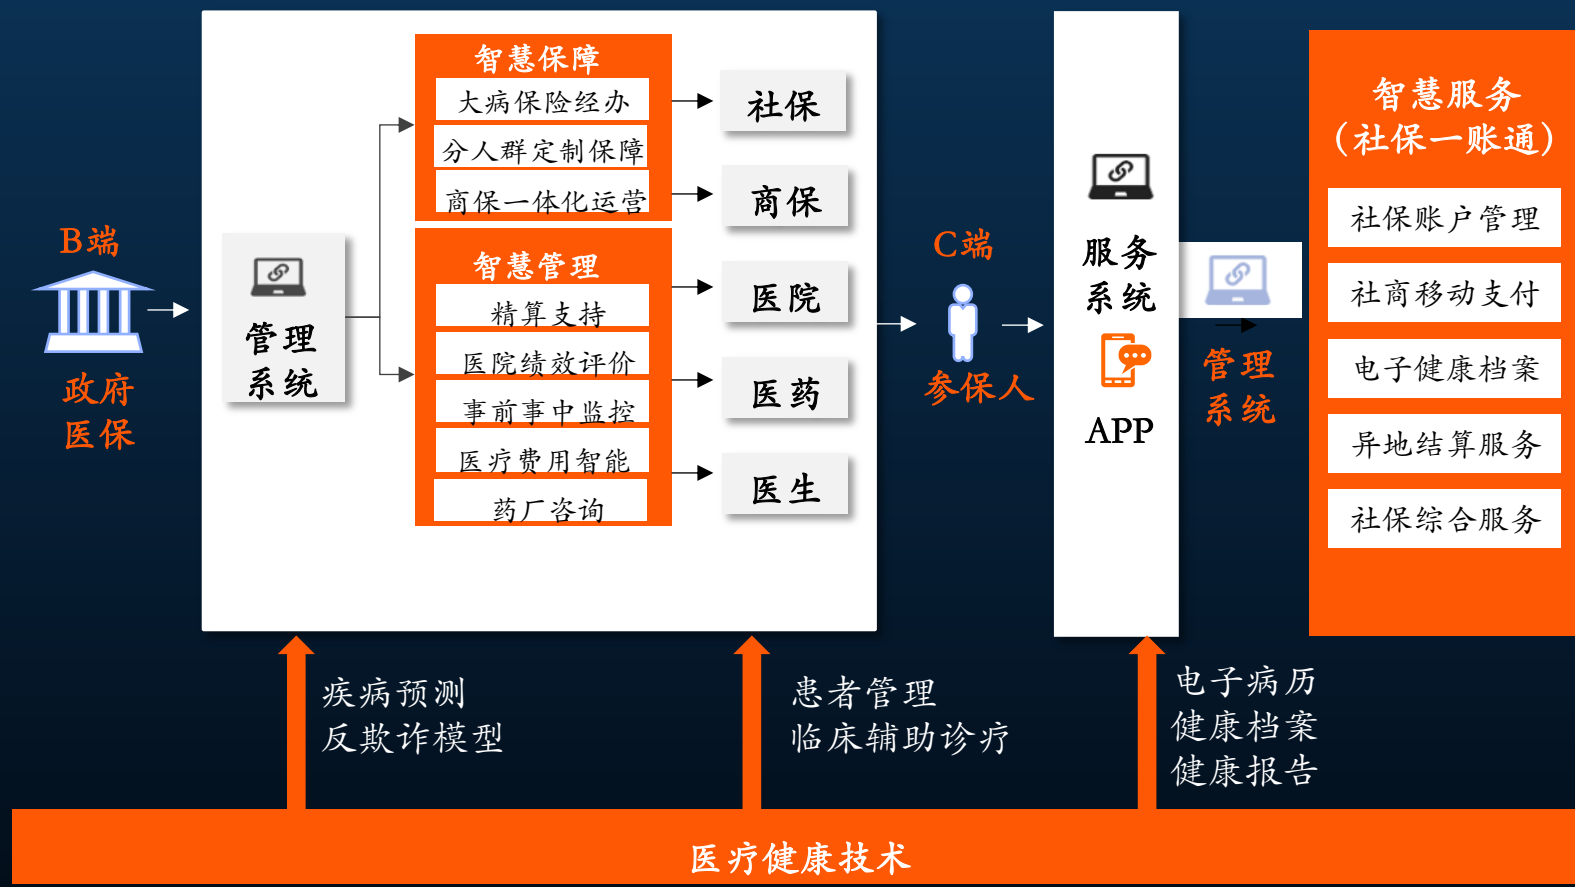 B端
政府
医保
管理
系统
智慧保障
大病保险经办
分人群定制保障
商保一体化运营
智慧管理
精算支持
医院绩效评价
事前事中监控
医疗费用智能
药厂咨询
社保
商保
医院
医药
医生
C端
参保人
服务
系统
APP
管理
系统
智慧服务
（社保一账通）
社保账户管理
社商移动支付
电子健康档案
异地结算服务
社保综合服务
疾病预测
反欺诈模型
患者管理
临床辅助诊疗
电子病历
健康档案
健康报告
医疗健康技术